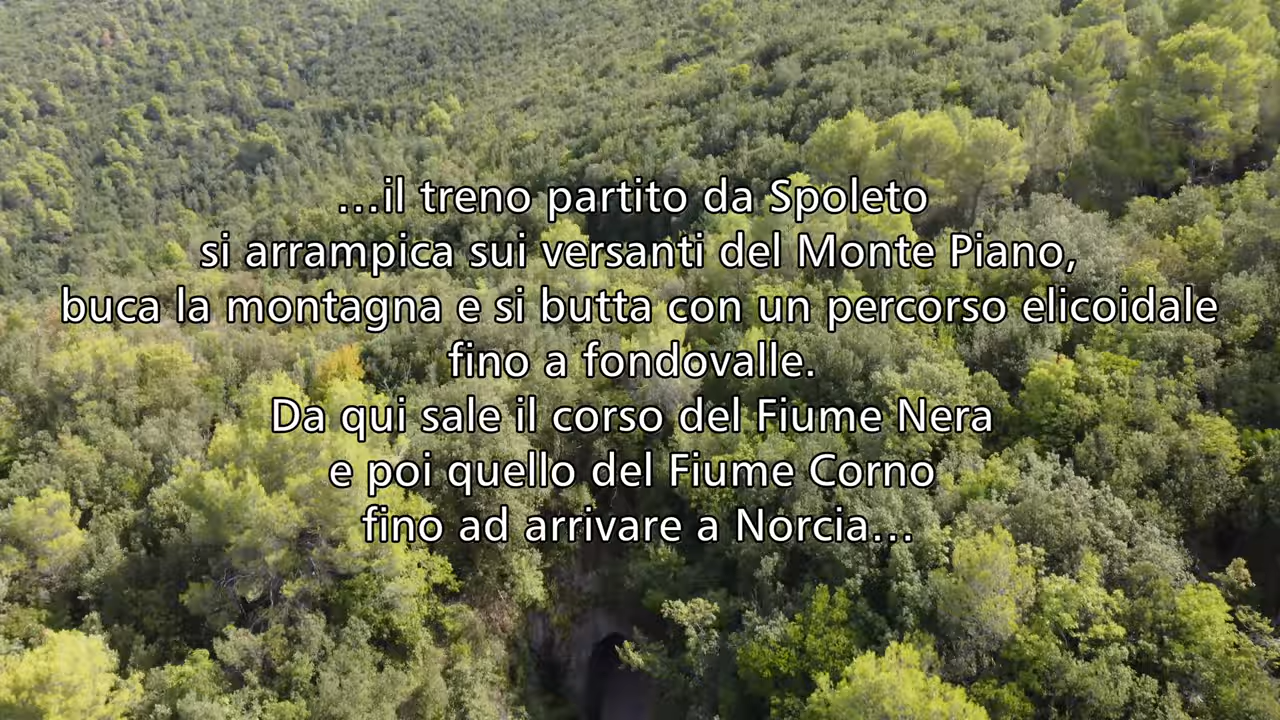 ...il treno partito da Spoleto
si arrampica sui versanti del Monte Piano,
buca la montagna e si butta con un percorso elicoidale
fino a fondovalle.
Da qui sale il corso del Fiume Nera
e poi quello del Fiume Corno
fino ad arrivare a Norcia...